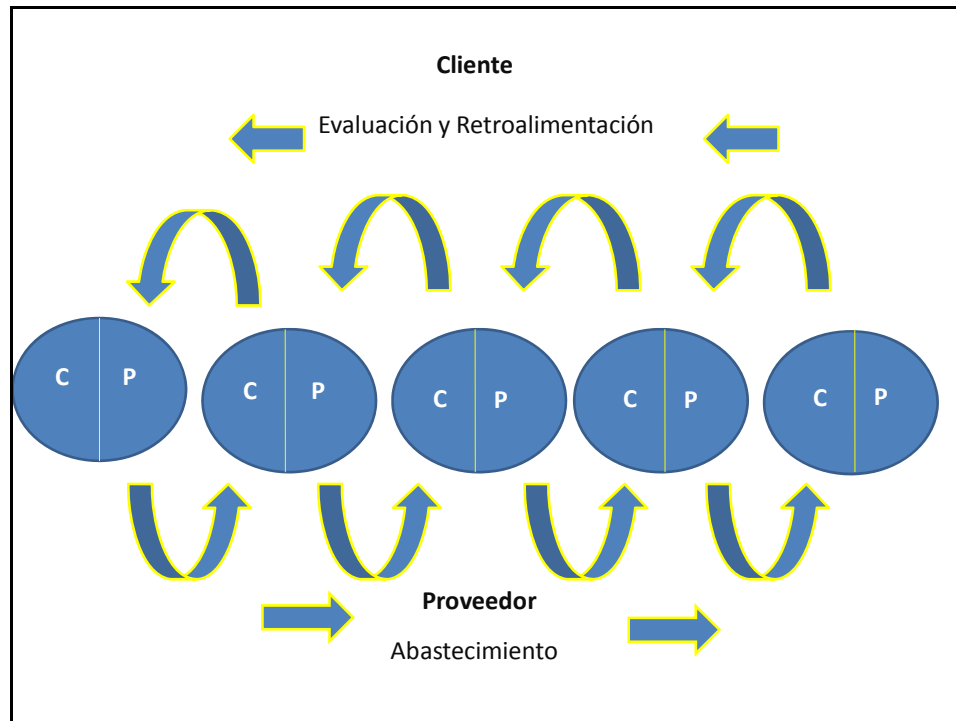 Cliente
Evaluación y Retroalimentación
C P C P C P C P C P
Proveedor
Abastecimiento